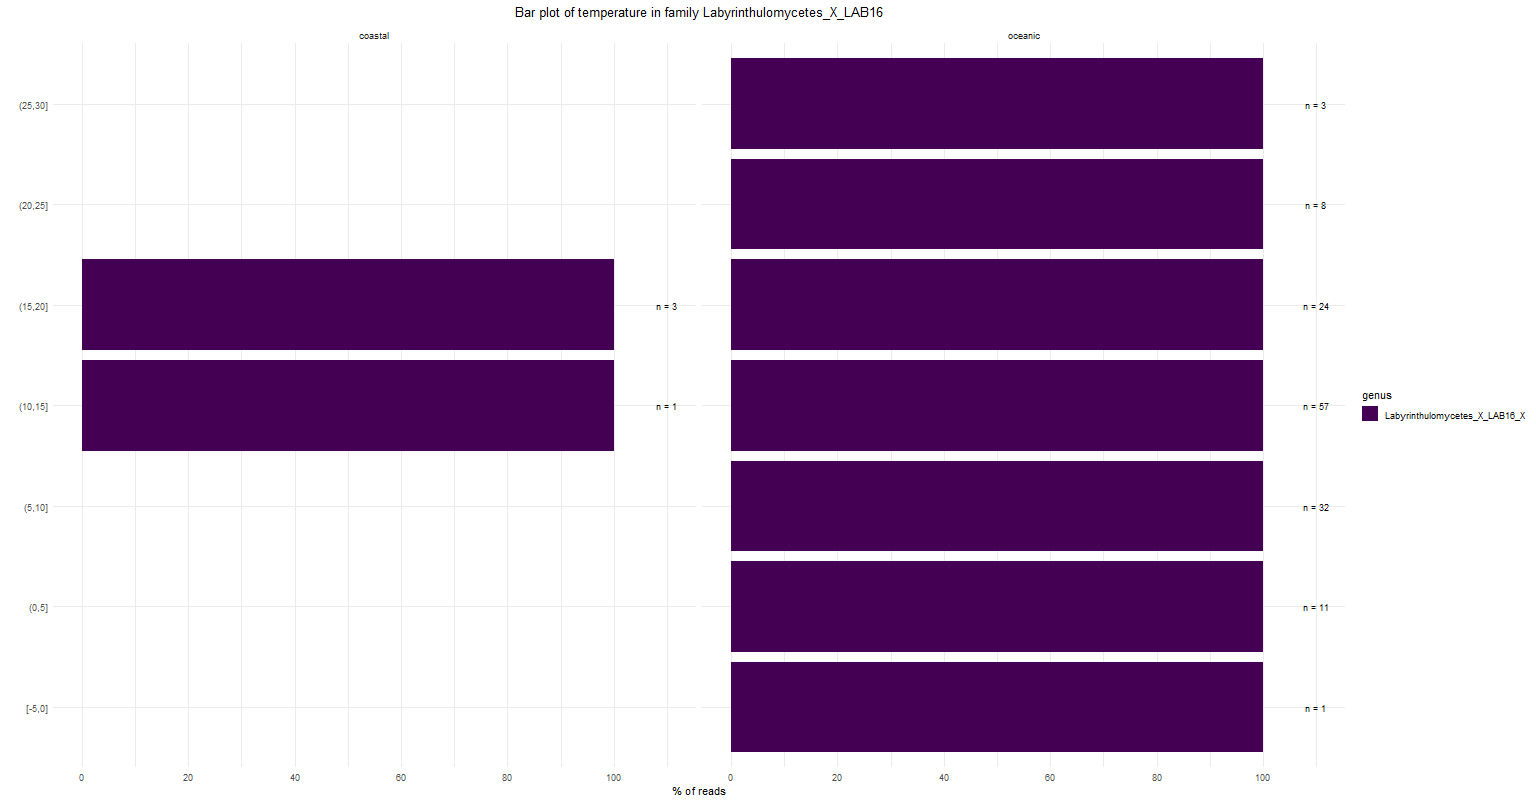 Bar plot of temperature in family Labyrinthulomycetes_X_LAB16
coastal
oceanic
(25,30]
n = 3
(20,25]
n = 8
(15,20]
n = 3
n = 24
(10,15]
n = 1
n = 57
(5,10]
n = 32
(0,5]
n = 11
[-5,0]
n = 1
0 20 40 60 80 100
0 20 40 60 80 100
% of reads
genus
Labyrinthulomycetes_X_LAB16_X